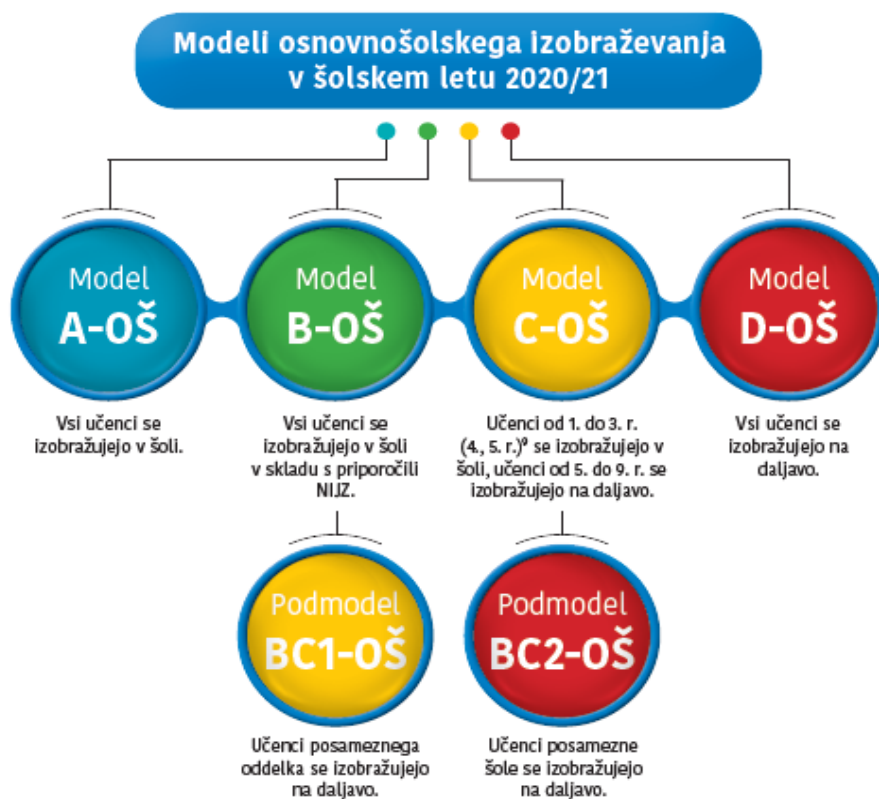 Modeli osnovnošolskega izobraževanja
v šolskem letu 2020/21
Model
A-OŠ
Vsi učenci se
izobražujejo v šoli.
Model
B-OŠ
Vsi učenci se
izobražujejo v šoli
v skladu s priporočili
NIJZ.
Model
C-OŠ
Učenci od 1. do 3. r.
(4., 5. r.)⁹ se izobražujejo v
šoli, učenci od 5. do 9. r. se
izobražujejo na daljavo.
Model
D-OŠ
Vsi učenci se
izobražujejo na
daljavo.
Podmodel
BC1-OŠ
Učenci posameznega
oddelka se izobražujejo
na daljavo.
Podmodel
BC2-OŠ
Učenci posamezne
šole se izobražujejo
na daljavo.